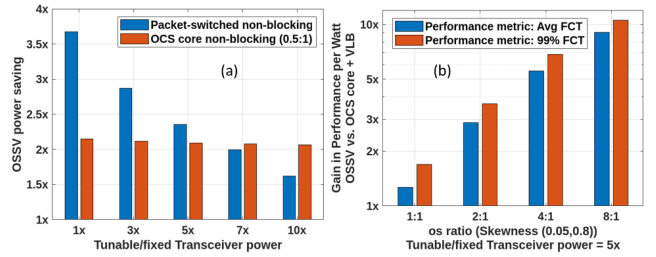 4x
3.5x
3x
2.5x
2x
1.5x
1x
OSSV power saving
Packet-switched non-blocking
OCS core non-blocking (0.5:1)
(a)
1x 3x 5x 7x 10x
Tunable/fixed Transceiver power
10x
5x
3x
2x
1x
Gain in Performance per Watt
OSSV vs. OCS core + VLB
Performance metric: Avg FCT
Performance metric: 99% FCT
(b)
1:1 2:1 4:1 8:1
os ratio (Skewness (0.05,0.8))
Tunable/fixed Transceiver power = 5x